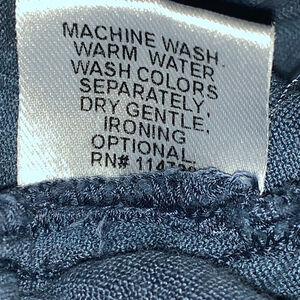 MACHINE WASH,
WARM WATER
WASH COLORS
SEPARATELY,
DRY GENTLE,
IRONING
OPTIONAL.
RN#